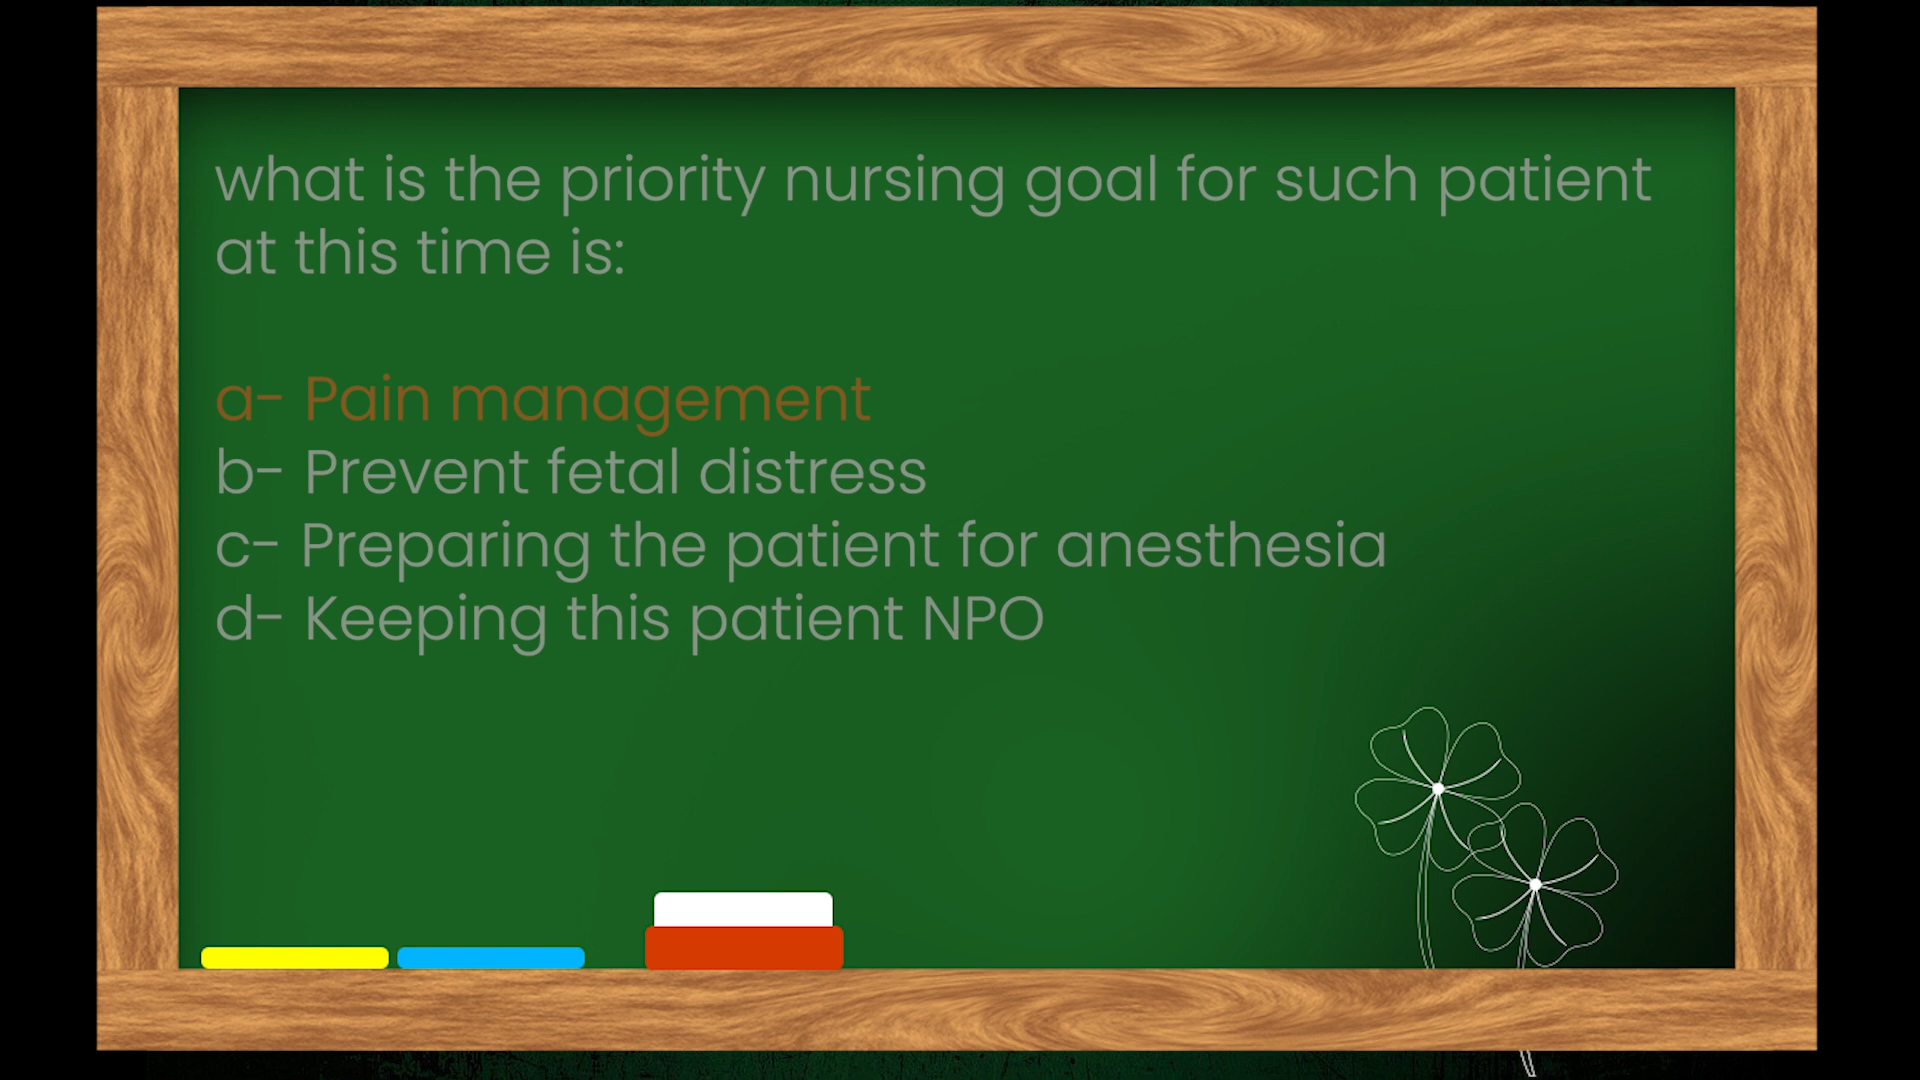 what is the priority nursing goal for such patient
at this time is:
a- Pain management
b- Prevent fetal distress
c- Preparing the patient for anesthesia
d- Keeping this patient NPO